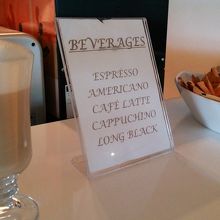 BEVERAGES
ESPRESSO
AMERICANO
CAFÉ LATTE
CAPPUCHINO
LONG BLACK